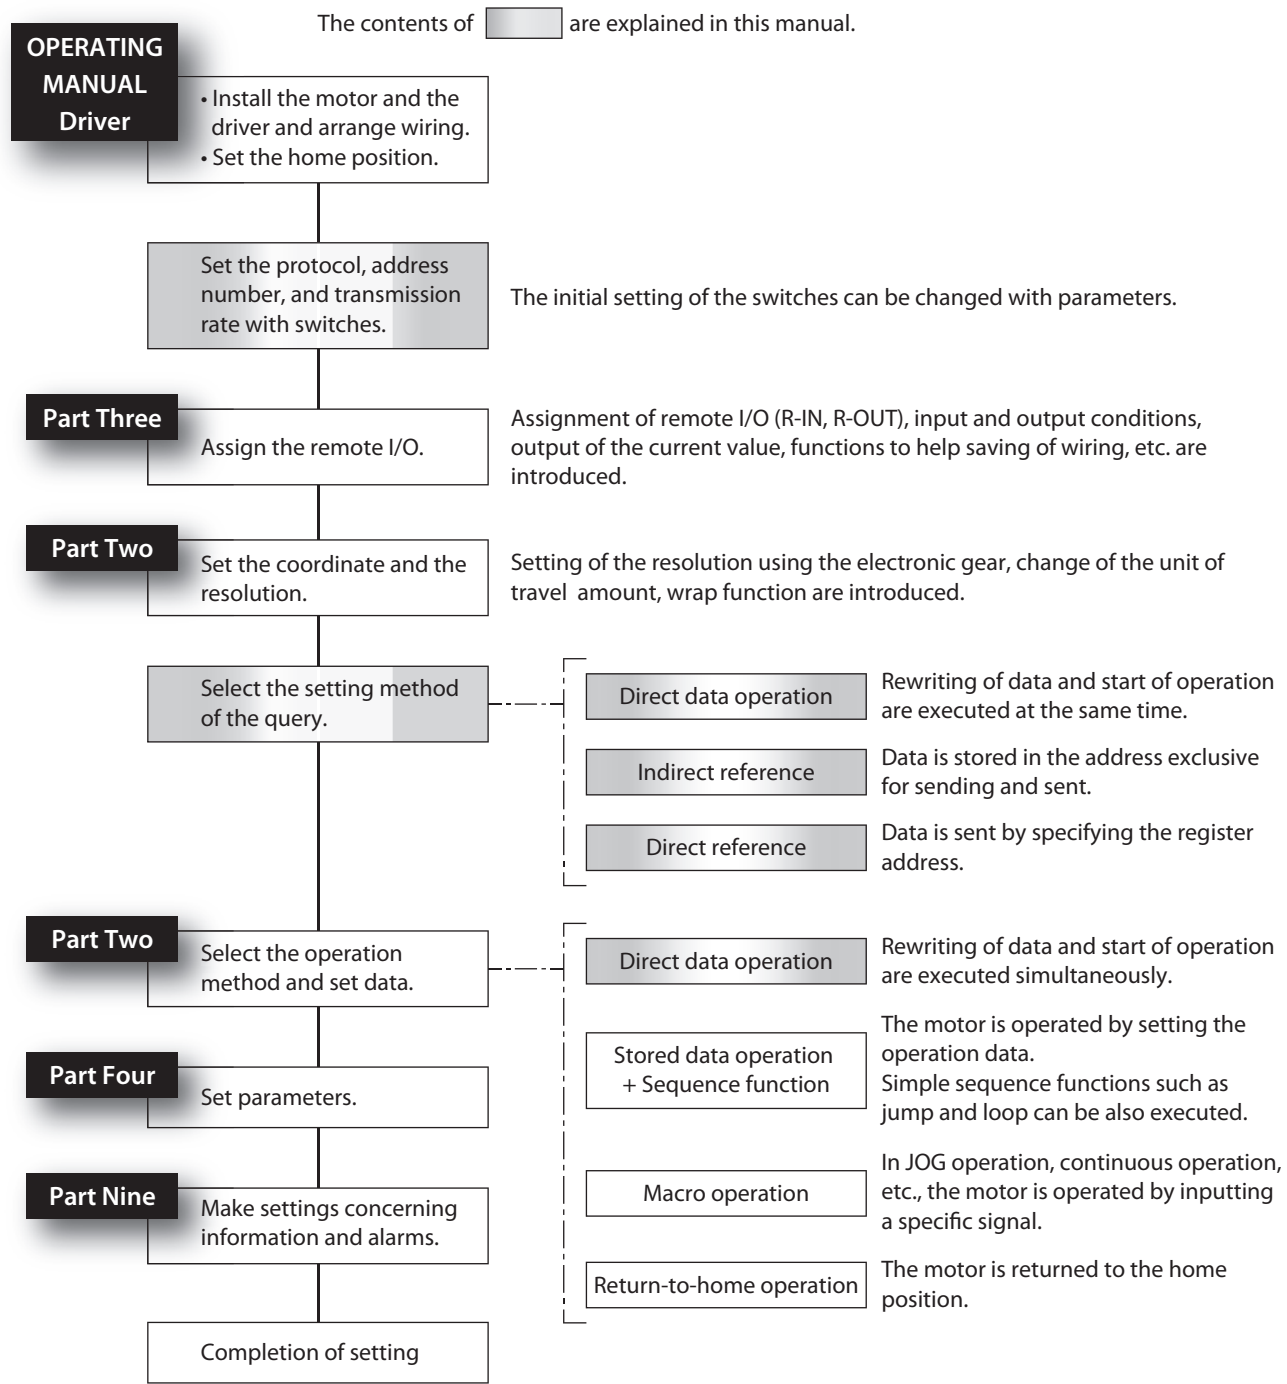 The contents of are explained in this manual.
OPERATING
MANUAL
Driver
• Install the motor and the
driver and arrange wiring.
• Set the home position.
Set the protocol, address
number, and transmission
rate with switches.
The initial setting of the switches can be changed with parameters.
Part Three
Assign the remote I/O.
Assignment of remote I/O (R-IN, R-OUT), input and output conditions,
output of the current value, functions to help saving of wiring, etc. are
introduced.
Part Two
Set the coordinate and the
resolution.
Setting of the resolution using the electronic gear, change of the unit of
travel amount, wrap function are introduced.
Select the setting method
of the query.
Direct data operation
Rewriting of data and start of operation
are executed at the same time.
Indirect reference
Data is stored in the address exclusive
for sending and sent.
Direct reference
Data is sent by specifying the register
address.
Part Two
Select the operation
method and set data.
Direct data operation
Rewriting of data and start of operation
are executed simultaneously.
Stored data operation
+ Sequence function
The motor is operated by setting the
operation data.
Simple sequence functions such as
jump and loop can be also executed.
Part Four
Set parameters.
Macro operation
In JOG operation, continuous operation,
etc., the motor is operated by inputting
a specific signal.
Part Nine
Make settings concerning
information and alarms.
Return-to-home operation
The motor is returned to the home
position.
Completion of setting